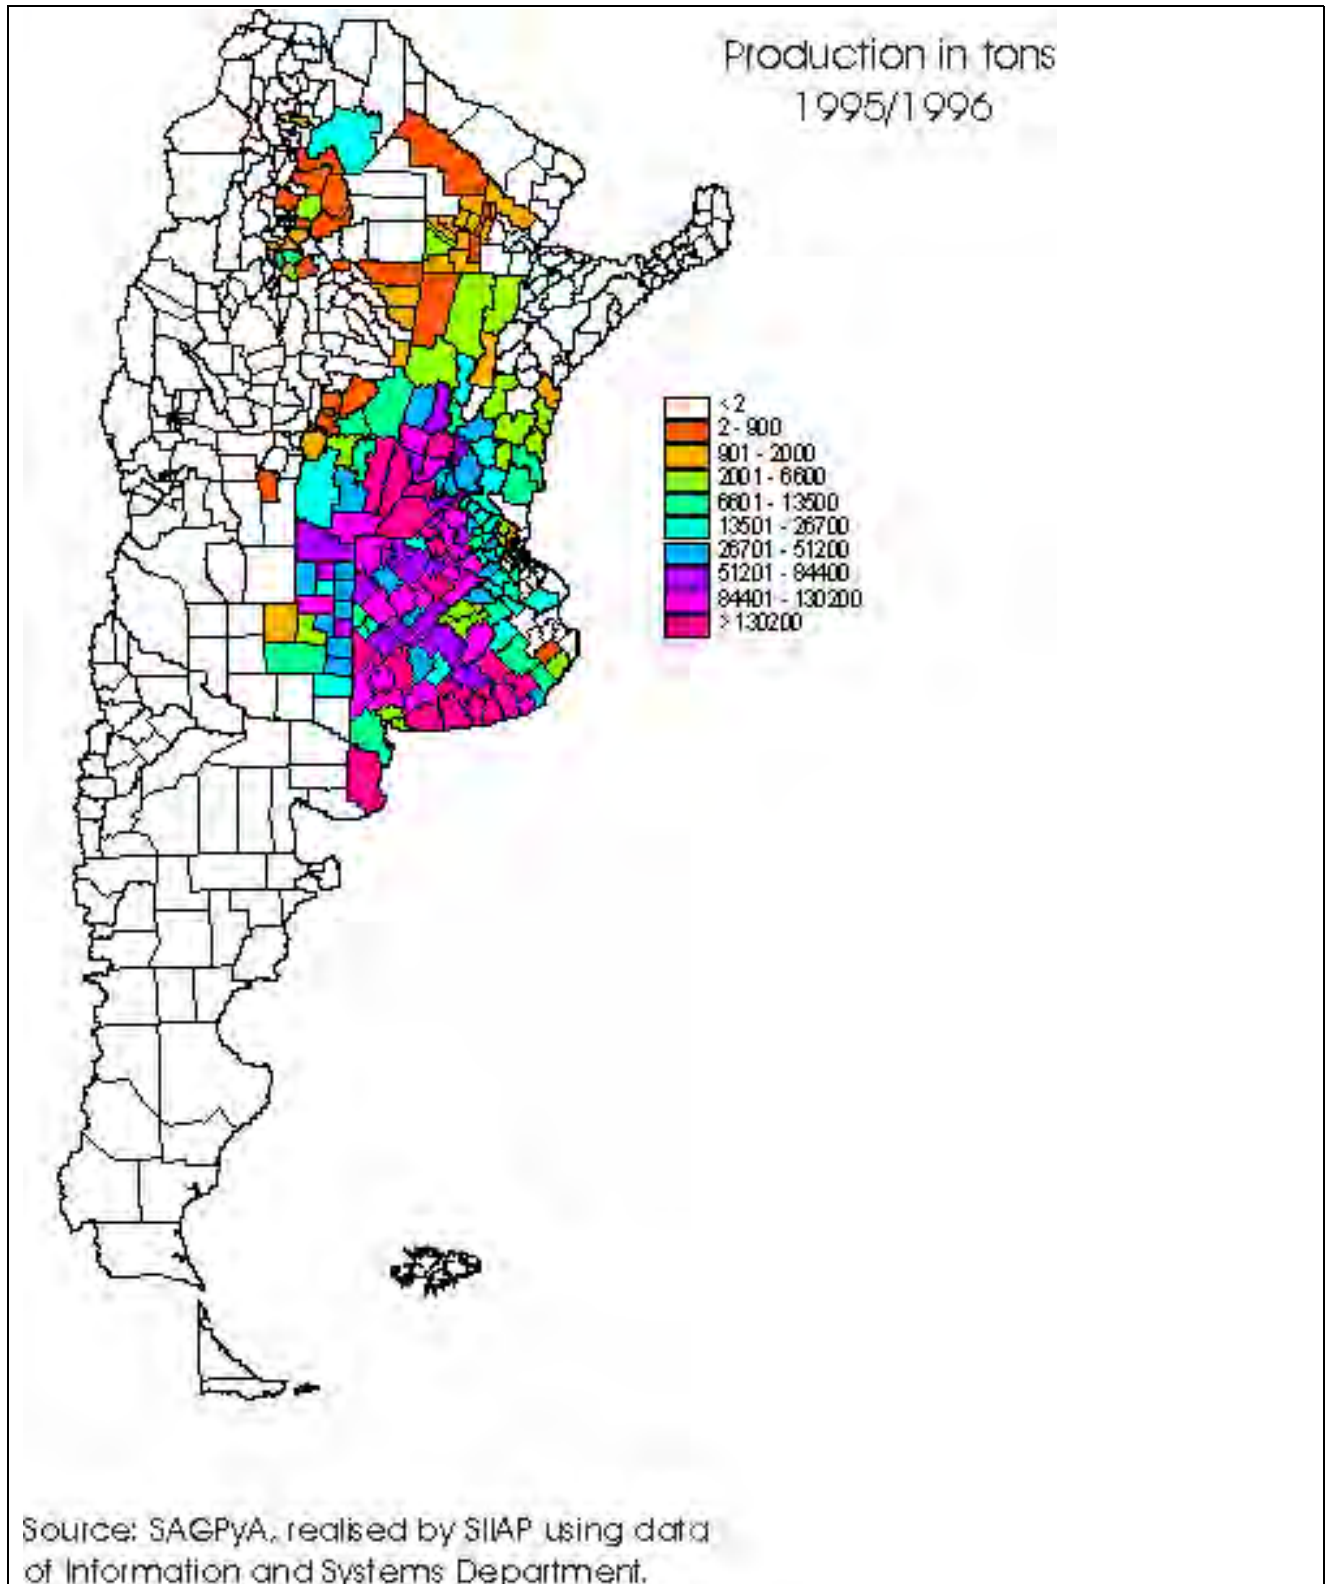 Production in tons
1995/1996
< 2
2 - 900
901 - 2000
2001 - 6600
6601 - 13500
13501 - 26700
26701 - 51200
51201 - 84400
84401 - 130200
> 130200
Source: SAGPyA, realised by SIIAP using data
of Information and Systems Department.